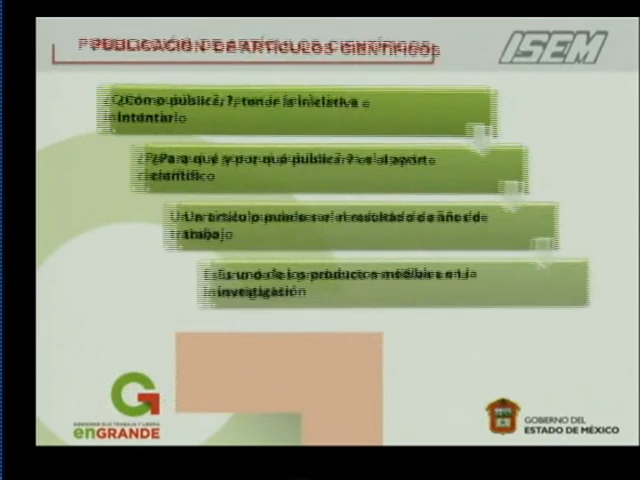 PUBLICACIÓN DE ARTÍCULOS CIENTÍFICOS
ISEM
¿Cómo publicar?, tener la iniciativa e
intentarlo
¿Para qué y por qué publicar? es el aporte
científico
Un artículo puede ser el resultado de años de
trabajo
Es uno de los productos medibles en la
investigación
enGRANDE
GOBIERNO DEL
ESTADO DE MÉXICO